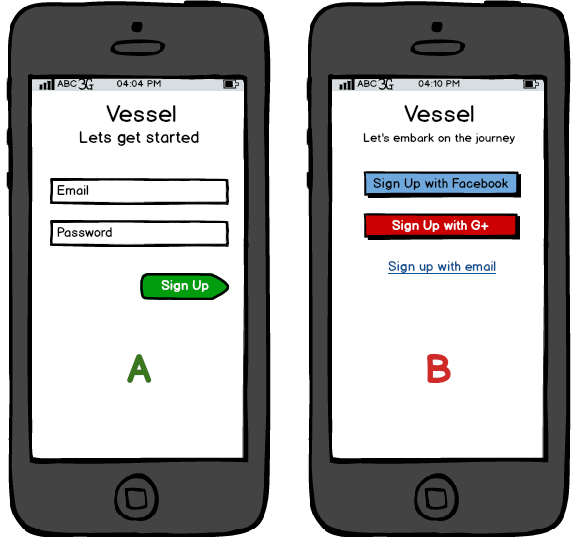 ABC 3G 04:04 PM
Vessel
Lets get started
Email
Password
Sign Up
A
ABC 3G 04:10 PM
Vessel
Let's embark on the journey
Sign Up with Facebook
Sign Up with G+
Sign up with email
B